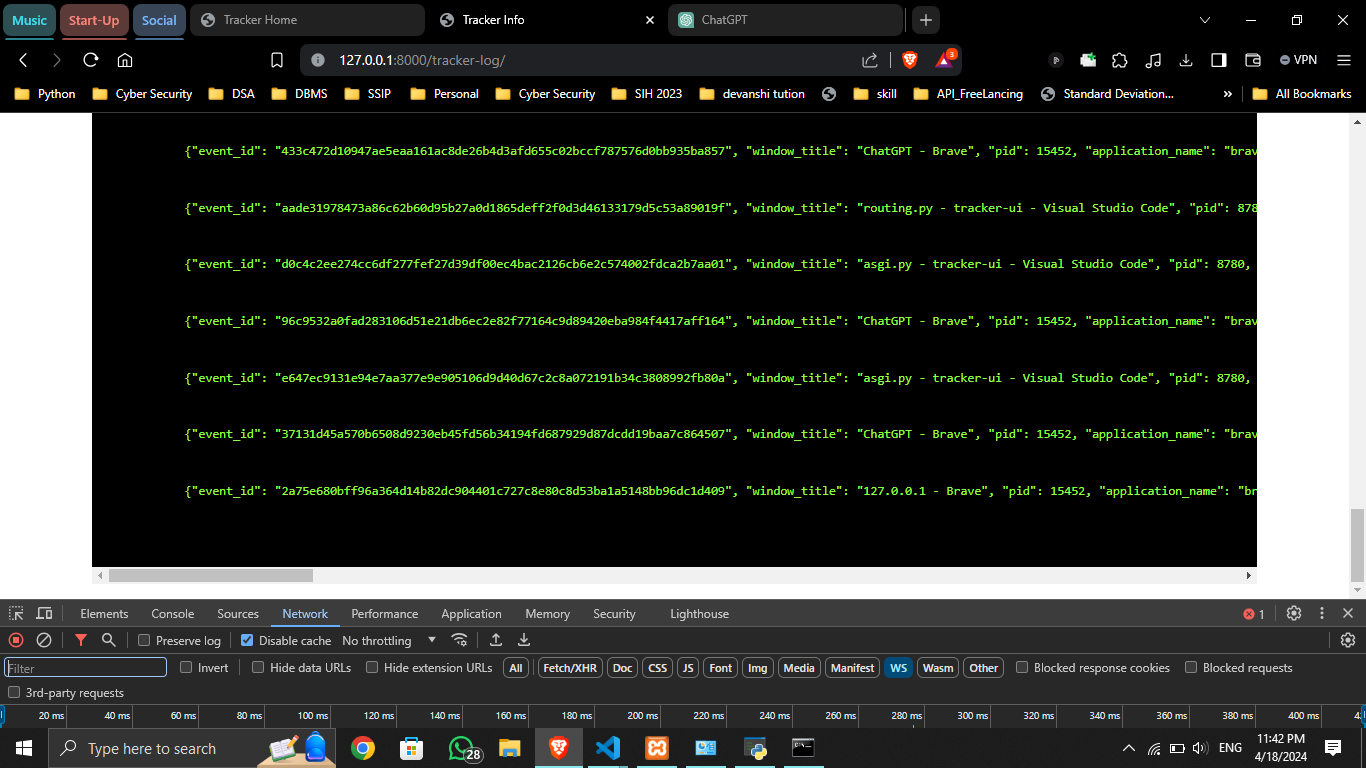 Music Start-Up Social Tracker Home Tracker Info ChatGPT
127.0.0.1:8000/tracker-log/ 3 VPN
Python Cyber Security DSA DBMS SSIP Personal Cyber Security SIH 2023 devanshi tution skill API_FreeLancing Standard Deviation... » All Bookmarks
{"event_id": "433c472d10947ae5eaa161ac8de26b4d3afd655c02bccf787576d0bb935ba857", "window_title": "ChatGPT - Brave", "pid": 15452, "application_name": "brav
{"event_id": "aade31978473a86c62b60d95b27a0d1865deff2f0d3d46133179d5c53a89019f", "window_title": "routing.py - tracker-ui - Visual Studio Code", "pid": 878
{"event_id": "d0c4c2ee274cc6df277fef27d39df00ec4bac2126cb6e2c574002fdca2b7aa01", "window_title": "asgi.py - tracker-ui - Visual Studio Code", "pid": 8780,
{"event_id": "96c9532a0fad283106d51e21db6ec2e82f77164c9d89420eba984f4417aff164", "window_title": "ChatGPT - Brave", "pid": 15452, "application_name": "brav
{"event_id": "e647ec9131e94e7aa377e9e905106d9d40d67c2c8a072191b34c3808992fb80a", "window_title": "asgi.py - tracker-ui - Visual Studio Code", "pid": 8780,
{"event_id": "37131d45a570b6508d9230eb45fd56b34194fd687929d87dcdd19baa7c864507", "window_title": "ChatGPT - Brave", "pid": 15452, "application_name": "brav
{"event_id": "2a75e680bff96a364d14b82dc904401c727c8e80c8d53ba1a5148bb96dc1d409", "window_title": "127.0.0.1 - Brave", "pid": 15452, "application_name": "br
Elements Console Sources Network Performance Application Memory Security Lighthouse 1
Preserve log Disable cache No throttling
Filter Invert Hide data URLs Hide extension URLs All Fetch/XHR Doc CSS JS Font Img Media Manifest WS Wasm Other Blocked response cookies Blocked requests
3rd-party requests
20 ms 40 ms 60 ms 80 ms 100 ms 120 ms 140 ms 160 ms 180 ms 200 ms 220 ms 240 ms 260 ms 280 ms 300 ms 320 ms 340 ms 360 ms 380 ms 400 ms
Type here to search 28 ENG 11:42 PM
4/18/2024